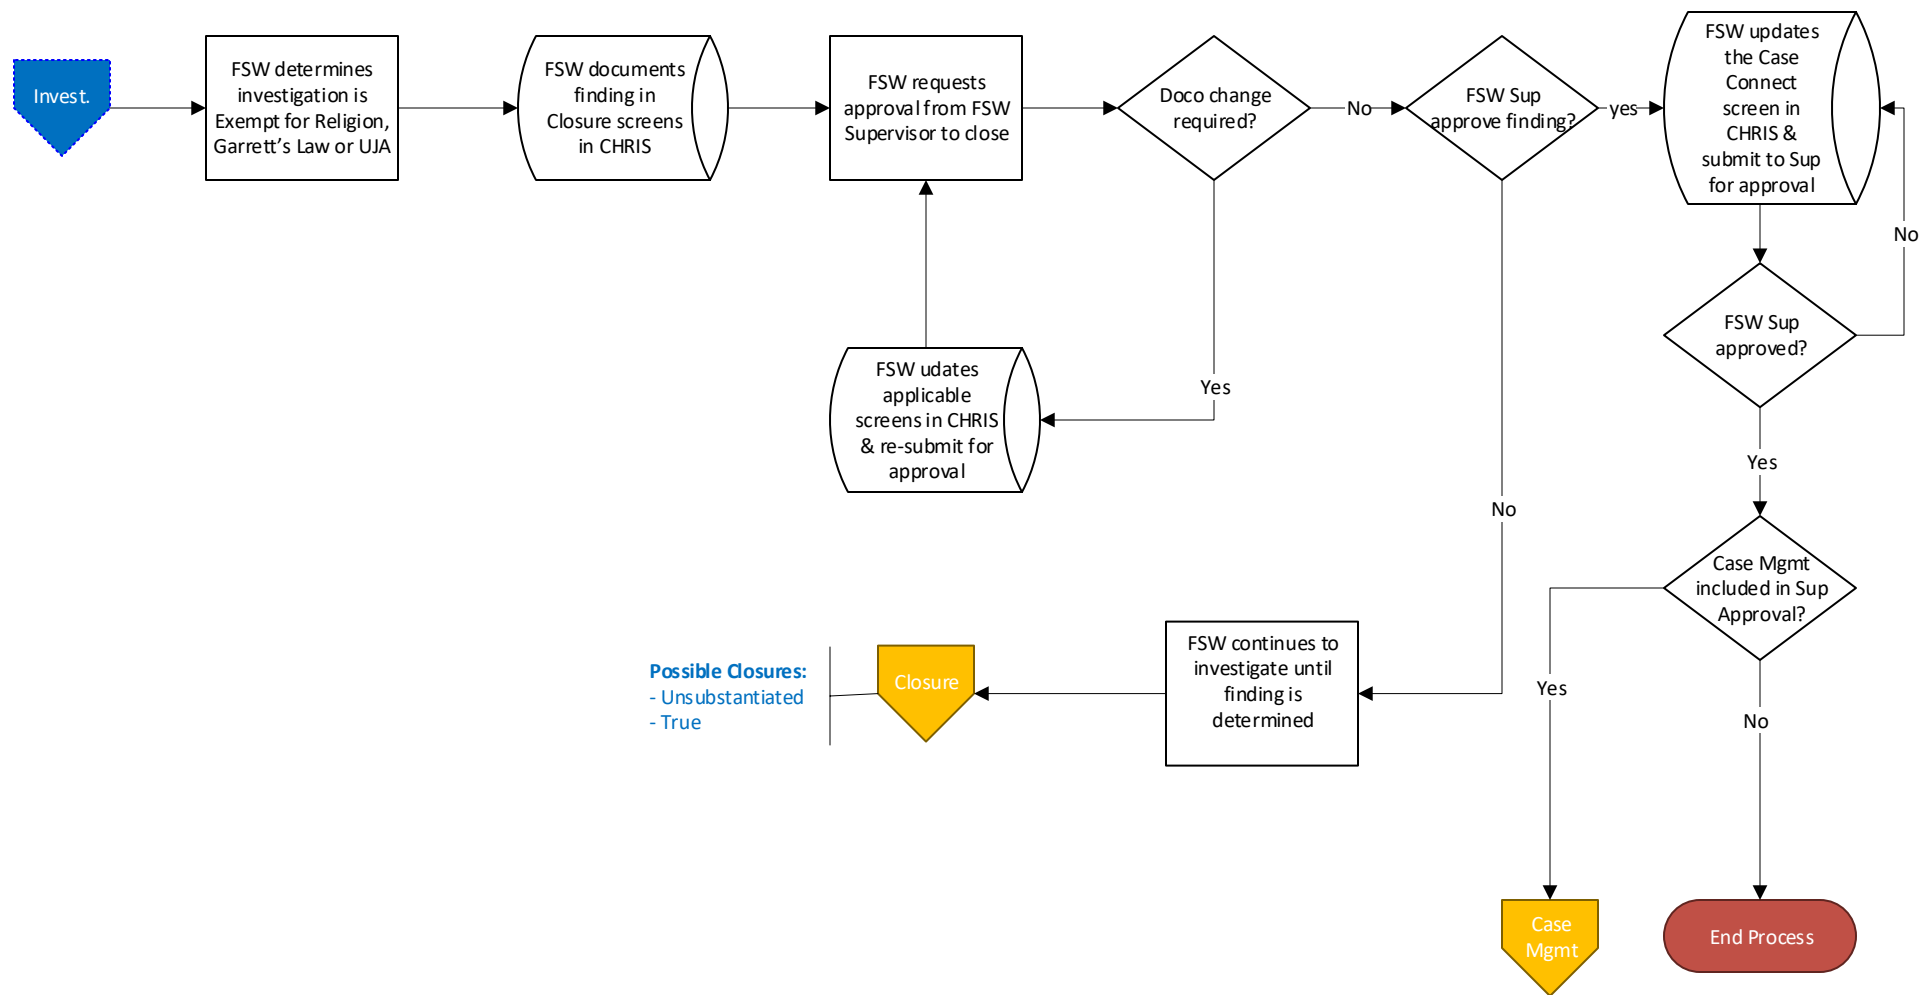 Invest.
FSW determines
investigation is
Exempt for Religion,
Garrett’s Law or UJA
FSW documents
finding in
Closure screens
in CHRIS
FSW requests
approval from FSW
Supervisor to close
Doco change
required?
No
FSW Sup
approve finding?
yes
FSW updates
the Case
Connect
screen in
CHRIS &
submit to Sup
for approval
No
FSW Sup
approved?
Yes
FSW udates
applicable
screens in CHRIS
& re-submit for
approval
Yes
No
Case Mgmt
included in Sup
Approval?
Yes
No
FSW continues to
investigate until
finding is
determined
Closure
Possible Closures:
- Unsubstantiated
- True
Case
Mgmt
End Process